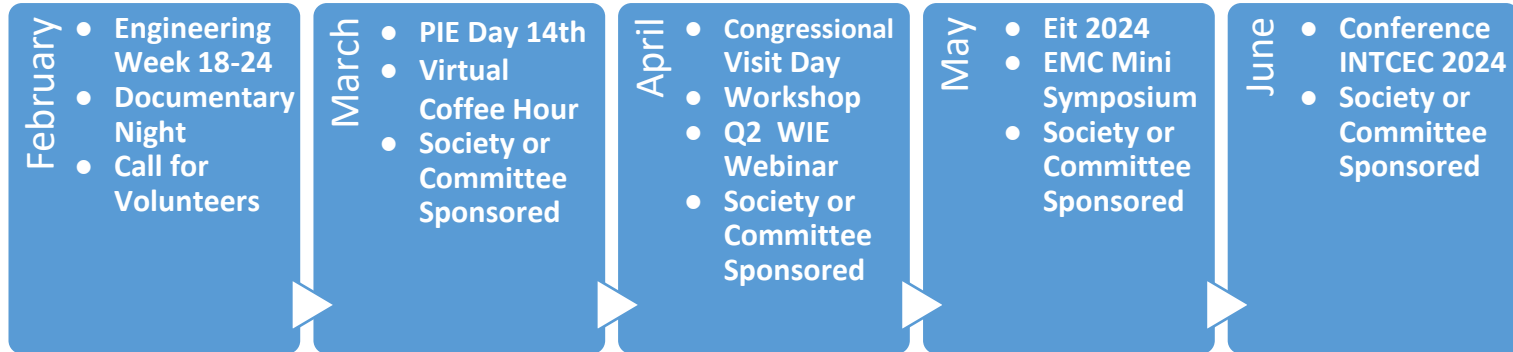 February
● Engineering
Week 18-24
● Documentary
Night
● Call for
Volunteers
March
● PIE Day 14th
● Virtual
Coffee Hour
● Society or
Committee
Sponsored
April
● Congressional
Visit Day
● Workshop
● Q2 WIE
Webinar
● Society or
Committee
Sponsored
May
● Eit 2024
● EMC Mini
Symposium
● Society or
Committee
Sponsored
June
● Conference
INTCEC 2024
● Society or
Committee
Sponsored